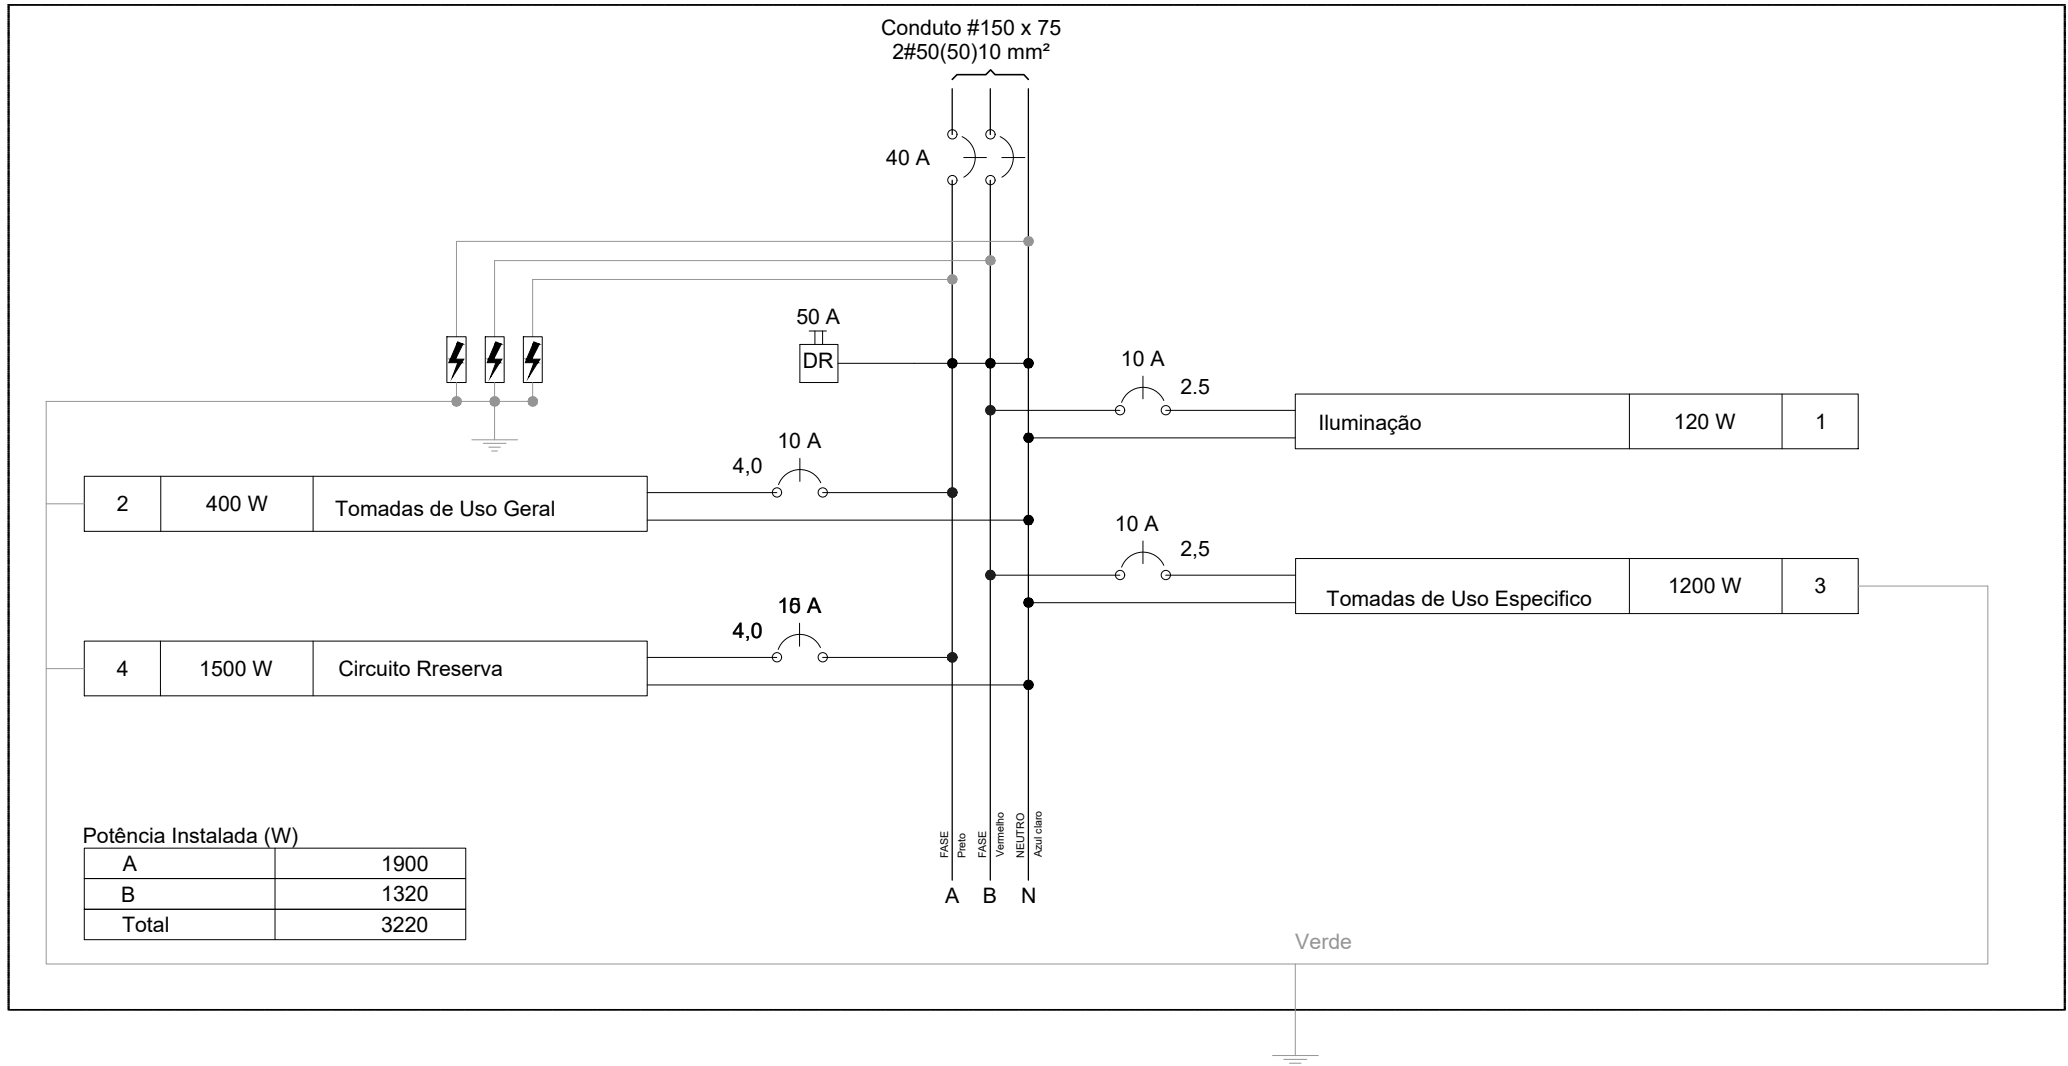 Conduto #150 x 75
2#50(50)10 mm²
40 A
50 A
DR
10 A
2.5
Iluminação
120 W
1
10 A
4,0
2
400 W
Tomadas de Uso Geral
10 A
2,5
Tomadas de Uso Especifico
1200 W
3
4,0
4
1500 W
Circuito Rreserva
FASE
Preto
FASE
Vermelho
NEUTRO
Azul claro
A
B
N
Potência Instalada (W)
A
1900
B
1320
Total
3220
Verde